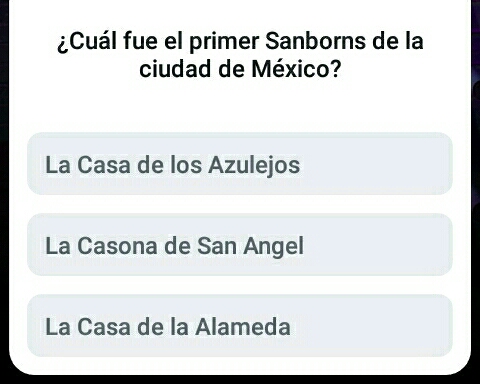 ¿Cuál fue el primer Sanborns de la
ciudad de México?
La Casa de los Azulejos
La Casona de San Angel
La Casa de la Alameda